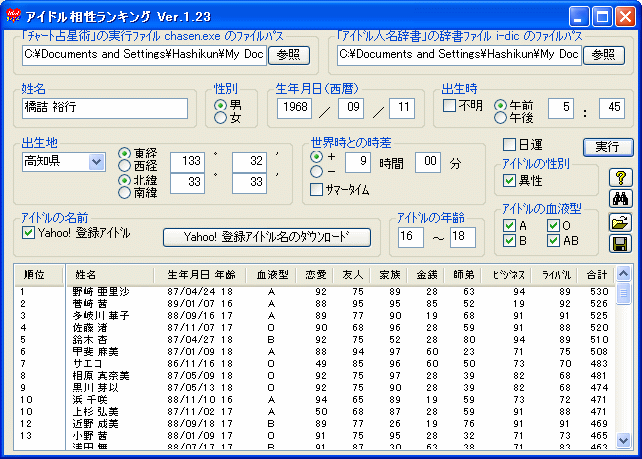 アイドル相性ランキング Ver.1.23
「チャート占星術」の実行ファイル chasen.exe のファイルパス
「アイドル人名辞書」の辞書ファイル i-dic のファイルパス
C:¥Documents and Settings¥Hashikun¥My Doc 参照
C:¥Documents and Settings¥Hashikun¥My Doc 参照
姓名 性別 生年月日(西暦) 出生時
橋詰 裕行 男 女 1968 ／ 09 ／ 11 不明 午前 午後 5 : 45
出生地 世界時との時差 日運 実行
高知県 東経 西経 133 ° 32 ′ + − 9 時間 00 分 アイドルの性別
北緯 南緯 33 ° 33 サマータイム 異性
アイドルの名前 アイドルの年齢 アイドルの血液型
Yahoo! 登録アイドル Yahoo! 登録アイドル名のダウンロード 16 ～ 18 A O
B AB
順位 姓名 生年月日 年齢 血液型 恋愛 友人 家族 金銭 師弟 ビジネス ライバル 合計
1 野崎 亜里沙 87/04/24 18 A 92 75 89 28 63 94 89 530
2 菅崎 茜 89/01/07 16 A 88 95 95 85 52 19 92 526
3 多岐川 華子 88/09/16 17 A 89 77 90 19 68 91 91 525
4 佐藤 渚 87/11/07 17 O 90 68 96 28 59 91 88 520
5 鈴木 杏 87/04/27 18 B 92 75 52 28 80 94 89 510
6 甲斐 麻美 87/01/09 18 A 88 94 97 60 23 71 75 508
7 サエコ 86/11/16 18 O 49 85 96 60 50 73 70 483
8 相原 真奈美 87/05/09 18 O 92 75 97 28 39 82 68 481
9 黒川 芽以 87/05/13 18 O 92 75 90 28 39 82 68 474
10 浜 千咲 88/11/10 16 A 94 65 89 19 59 73 72 471
10 上杉 弘美 87/11/02 17 A 50 68 87 28 59 91 88 471
12 近野 成美 88/09/18 17 B 89 77 26 19 76 91 91 469
13 小野 茜 88/01/09 17 O 91 75 95 28 32 71 73 465